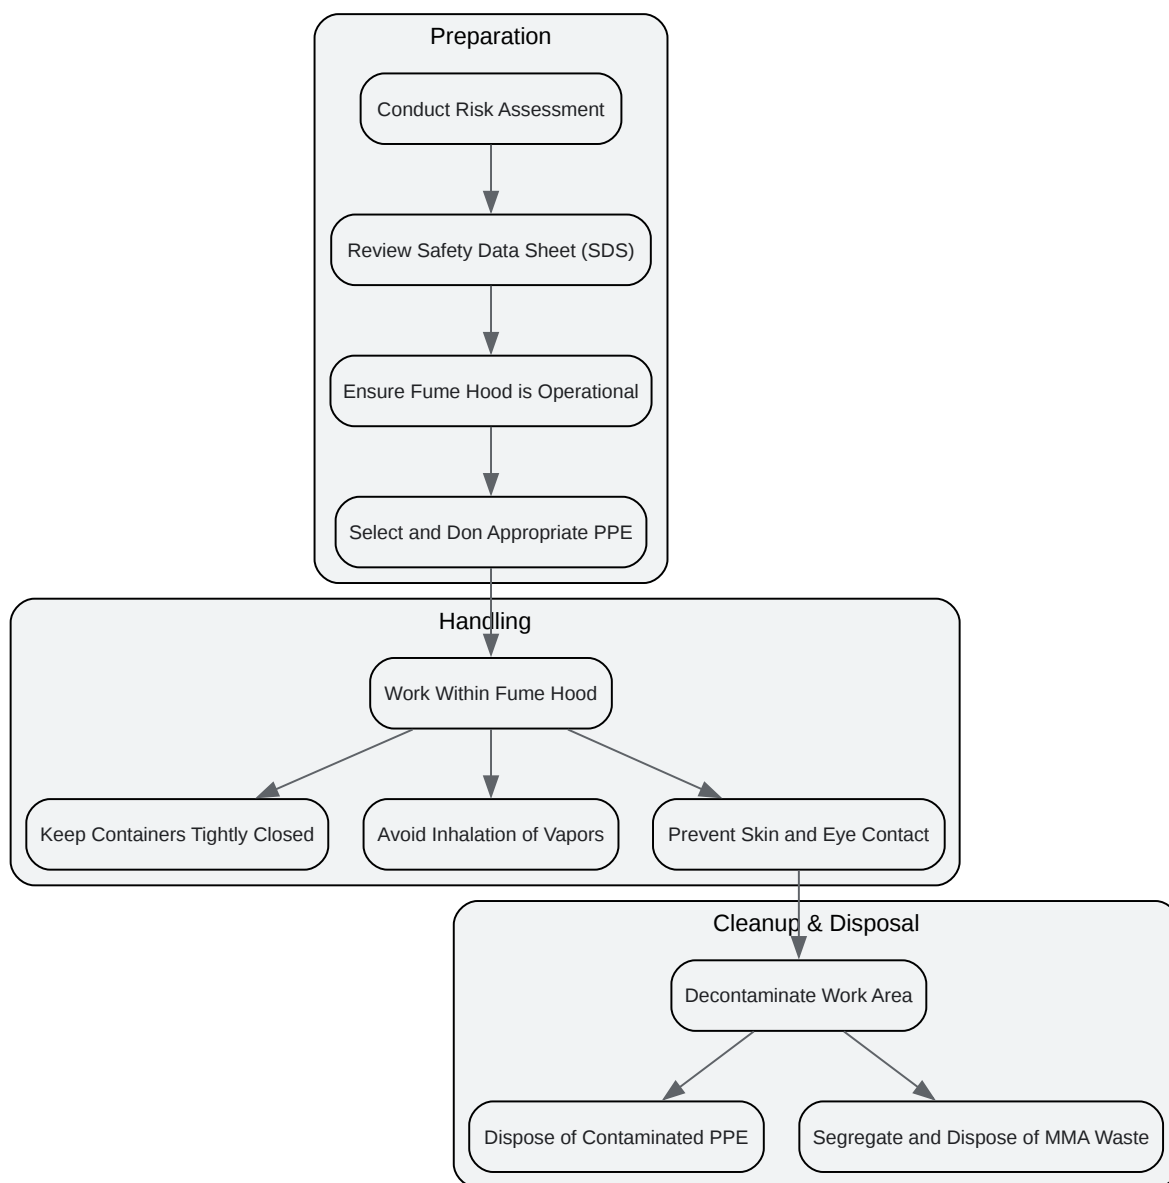 Preparation
Conduct Risk Assessment
Review Safety Data Sheet (SDS)
Ensure Fume Hood is Operational
Select and Don Appropriate PPE
Handling
Work Within Fume Hood
Keep Containers Tightly Closed
Avoid Inhalation of Vapors
Prevent Skin and Eye Contact
Cleanup & Disposal
Decontaminate Work Area
Dispose of Contaminated PPE
Segregate and Dispose of MMA Waste